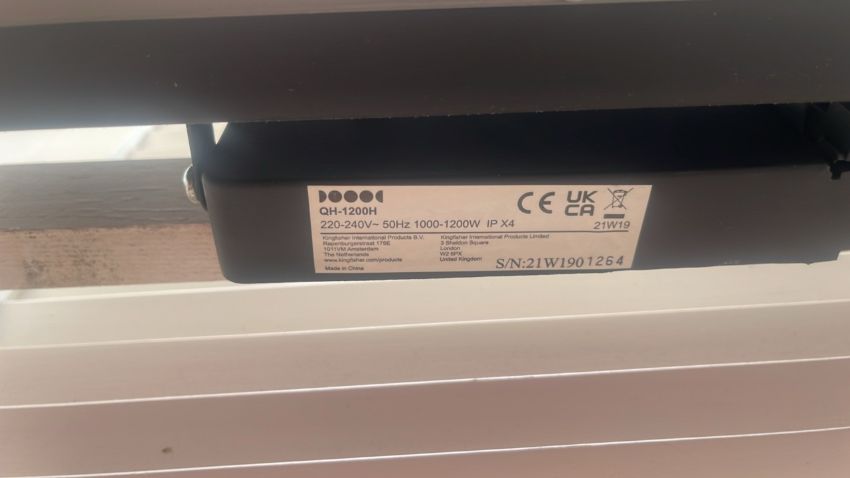 QH-1200H
220-240V~ 50Hz 1000-1200W IP X4
CE UK CA
21W19
Kingfisher International Products B.V.
Rapenburgerstraat 179E
1011VM Amsterdam
The Netherlands
www.kingfisher.com/products
Kingfisher International Products Limited
3 Sheldon Square
London
W2 6PX
United Kingdom
Made in China
S/N:21W1901264